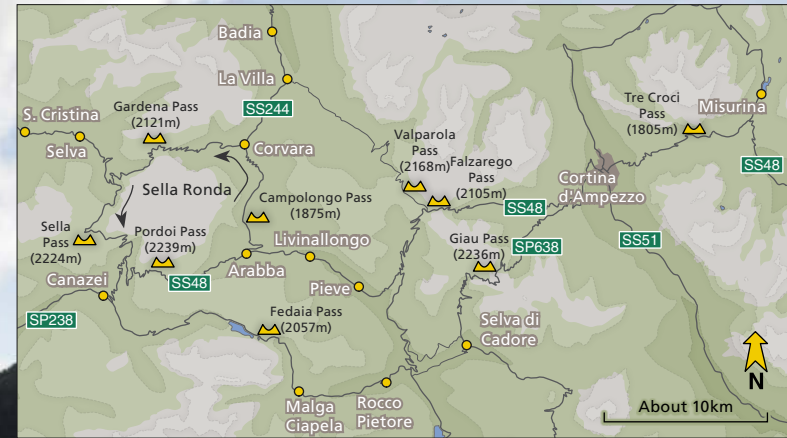 Badia
La Villa
SS244
S. Cristina
Gardena Pass
(2121m)
Selva
Corvara
Sella Ronda
Campolongo Pass
(1875m)
Sella
Pass
(2224m)
Pordoi Pass
(2239m)
Livinallongo
Arabba
SS48
Canazei
Pieve
SP238
Fedaia Pass
(2057m)
Malga
Ciapela
Rocco
Pietore
Selva di
Cadore
Valparola
Pass
(2168m)
Falzarego
Pass
(2105m)
SS48
Giau Pass
(2236m)
SP638
Cortina
d'Ampezzo
SS51
Tre Croci
Pass
(1805m)
Misurina
SS48
N
About 10km